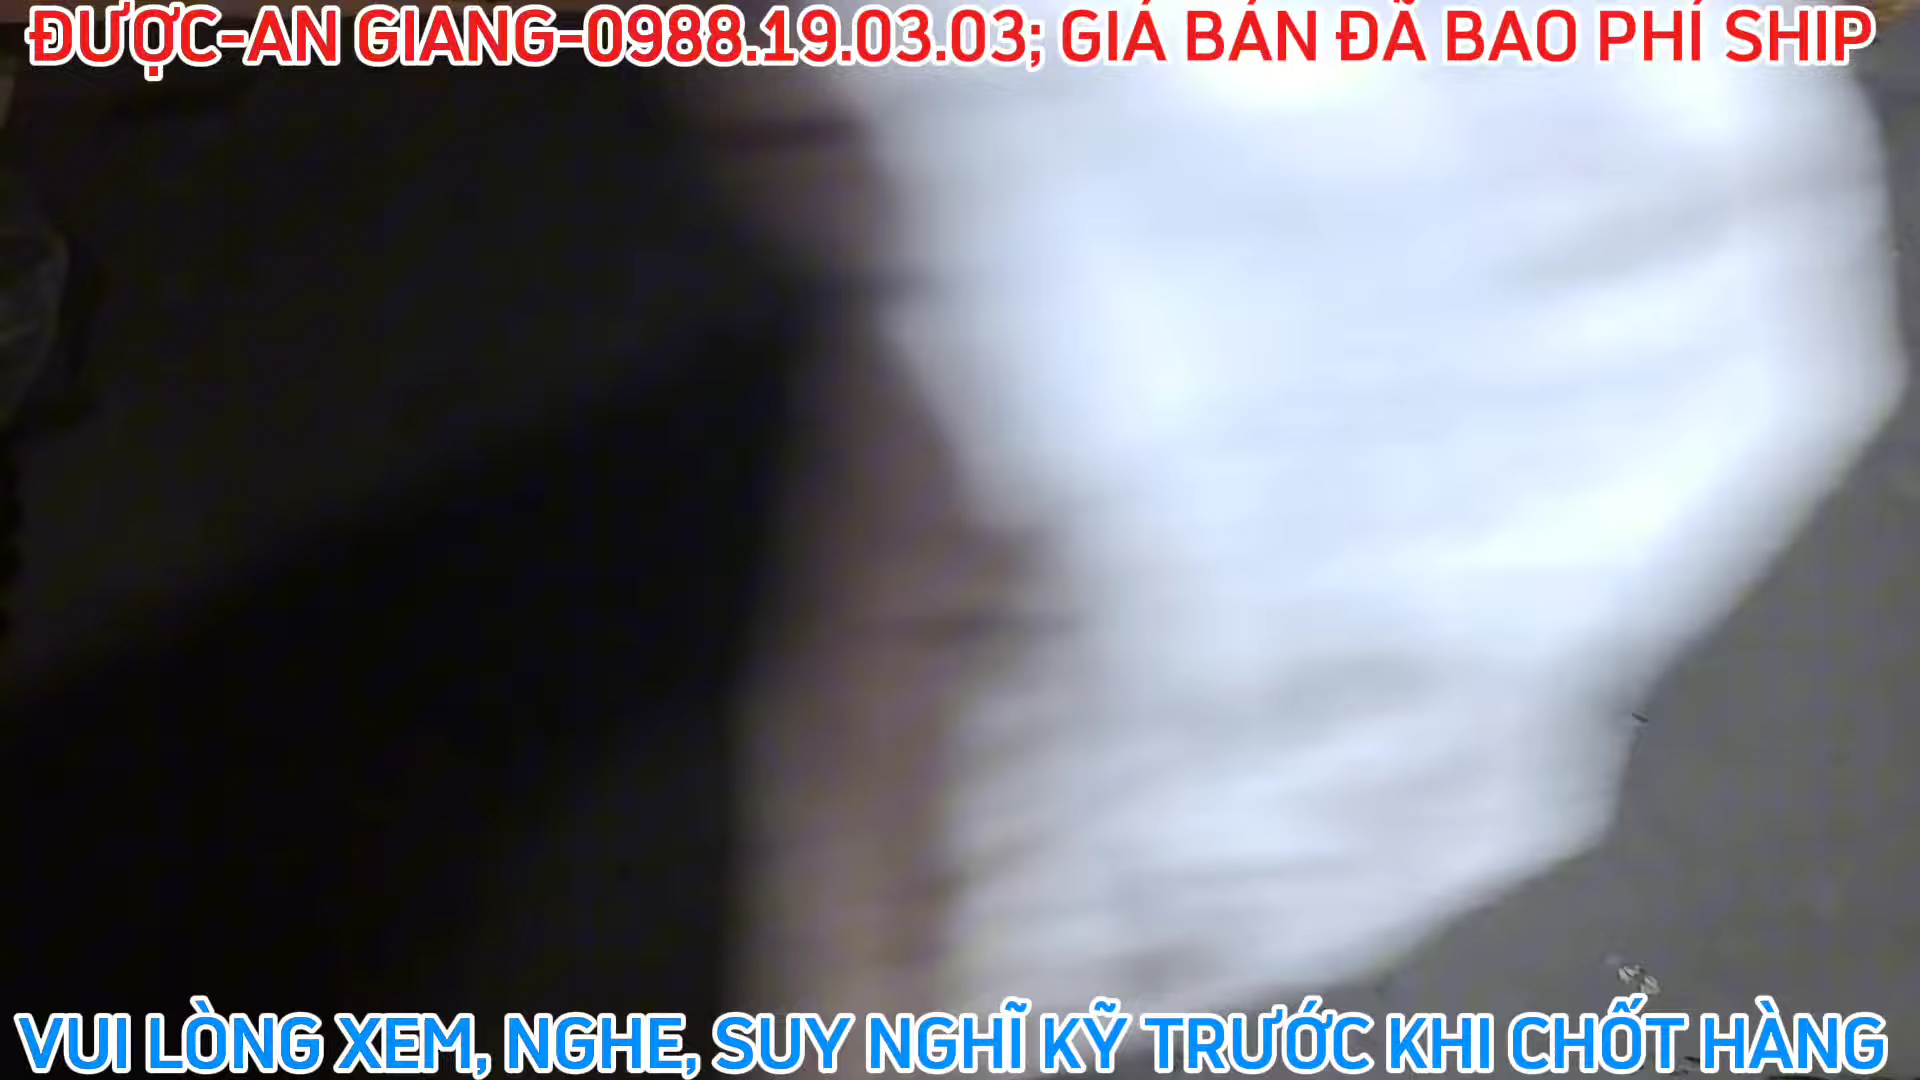 ĐƯỢC-AN GIANG-0988.19.03.03; GIÁ BÁN ĐÃ BAO PHÍ SHIP
VUI LÒNG XEM, NGHE, SUY NGHĨ KỸ TRƯỚC KHI CHỐT HÀNG